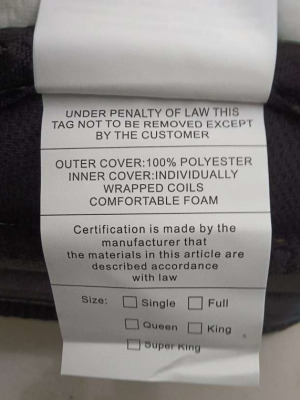 UNDER PENALTY OF LAW THIS
TAG NOT TO BE REMOVED EXCEPT
BY THE CUSTOMER
OUTER COVER:100% POLYESTER
INNER COVER:INDIVIDUALLY
WRAPPED COILS
COMFORTABLE FOAM
Certification is made by the
manufacturer that
the materials in this article are
described accordance
with law
Size: Single Full
Queen King
Super King